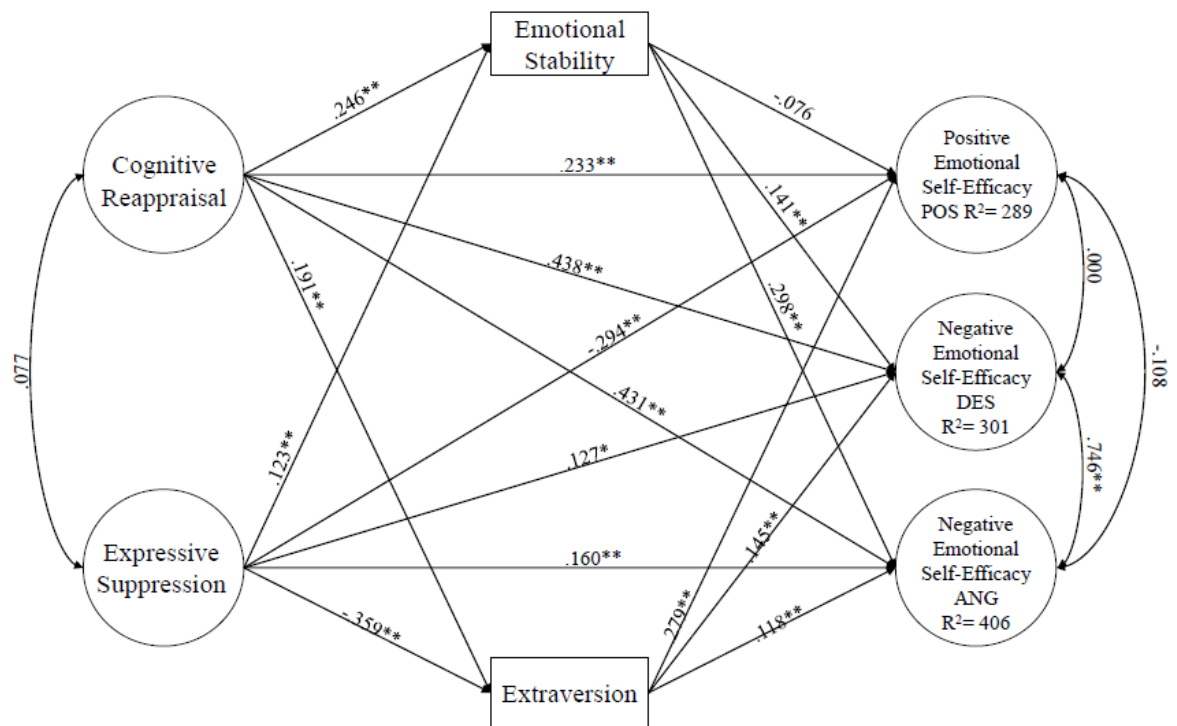 Emotional
Stability
.246**
-.076
Cognitive
Reappraisal
.233**
Positive
Emotional
Self-Efficacy
POS R²= 289
.141**
.438**
.191**
.298**
.000
-.294**
Negative
Emotional
Self-Efficacy
DES
R²= 301
.077
-.108
.431**
.123**
.127*
.746**
.145**
Expressive
Suppression
.160**
Negative
Emotional
Self-Efficacy
ANG
R²= 406
-.359**
.279**
.118**
Extraversion